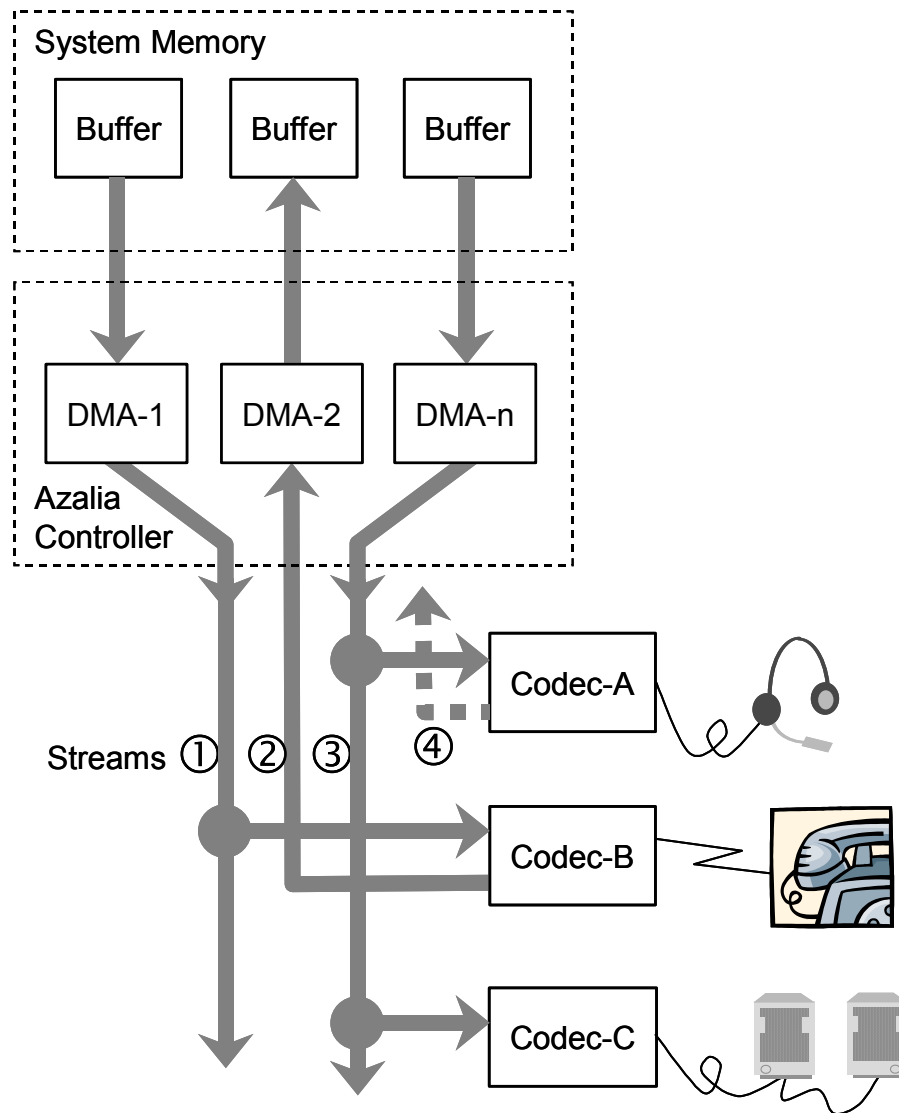 System Memory
Buffer
Buffer
Buffer
DMA-1
DMA-2
DMA-n
Azalia
Controller
Codec-A
Streams ① ② ③ ④
Codec-B
Codec-C